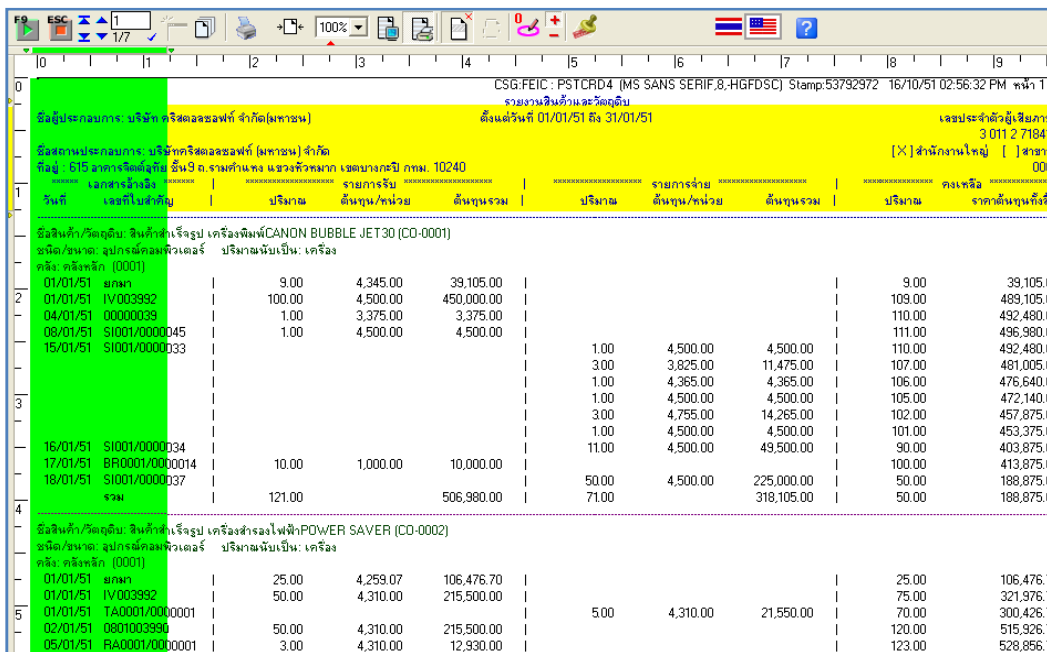 F9 ESC 1 1/7 100% 0 + - ?
0 1 2 3 4 5 6 7 8 9
0
CSG:FEIC : PSTCRD4 (MS SANS SERIF,8,-HGFDSC) Stamp:53792972 16/10/51 02:56:32 PM หน้า 1
รายงานสินค้าและวัตถุดิบ
ชื่อผู้ประกอบการ: บริษัท คริสตอลซอฟท์ จำกัด(มหาชน) ตั้งแต่วันที่ 01/01/51 ถึง 31/01/51 เลขประจำตัวผู้เสียภา
3 011 2 7184
ชื่อสถานประกอบการ: บริษัทคริสตอลซอฟท์ (มหาชน) จำกัด [X]สำนักงานใหญ่ [ ]สาขา
ที่อยู่ : 615 อาคารจิตต์อุทัย ชั้น9 ถ.รามคำแหง แขวงหัวหมาก เขตบางกะปิ กทม. 10240 00
1 ****** เอกสารอ้างอิง ****** | ****************** รายการรับ ****************** | ****************** รายการจ่าย ****************** | ************** คงเหลือ **************
วันที่ เลขที่ใบสำคัญ | ปริมาณ ต้นทุน/หน่วย ต้นทุนรวม | ปริมาณ ต้นทุน/หน่วย ต้นทุนรวม | ปริมาณ ราคาต้นทุนทั้งสิ
ชื่อสินค้า/วัตถุดิบ: สินค้าสำเร็จรูป เครื่องพิมพ์CANON BUBBLE JET30 (CO-0001)
ชนิด/ขนาด: อุปกรณ์คอมพิวเตอร์ ปริมาณนับเป็น: เครื่อง
คลัง: คลังหลัก (0001)
01/01/51 ยกมา | 9.00 4,345.00 39,105.00 | | 9.00 39,105.
2 01/01/51 IV003992 | 100.00 4,500.00 450,000.00 | | 109.00 489,105.
04/01/51 00000039 | 1.00 3,375.00 3,375.00 | | 110.00 492,480.
08/01/51 SI001/0000045 | 1.00 4,500.00 4,500.00 | | 111.00 496,980.
15/01/51 SI001/0000033 | | 1.00 4,500.00 4,500.00 | 110.00 492,480.
| | 3.00 3,825.00 11,475.00 | 107.00 481,005.
| | 1.00 4,365.00 4,365.00 | 106.00 476,640.
3 | | 1.00 4,500.00 4,500.00 | 105.00 472,140.
| | 3.00 4,755.00 14,265.00 | 102.00 457,875.
| | 1.00 4,500.00 4,500.00 | 101.00 453,375.
16/01/51 SI001/0000034 | | 11.00 4,500.00 49,500.00 | 90.00 403,875.
17/01/51 BR0001/0000014 | 10.00 1,000.00 10,000.00 | | 100.00 413,875.
18/01/51 SI001/0000037 | | 50.00 4,500.00 225,000.00 | 50.00 188,875.
รวม | 121.00 506,980.00 | 71.00 318,105.00 | 50.00 188,875.
4
ชื่อสินค้า/วัตถุดิบ: สินค้าสำเร็จรูป เครื่องสำรองไฟฟ้าPOWER SAVER (CO-0002)
ชนิด/ขนาด: อุปกรณ์คอมพิวเตอร์ ปริมาณนับเป็น: เครื่อง
คลัง: คลังหลัก (0001)
01/01/51 ยกมา | 25.00 4,259.07 106,476.70 | | 25.00 106,476.
01/01/51 IV003992 | 50.00 4,310.00 215,500.00 | | 75.00 321,976.
5 01/01/51 TA0001/0000001 | | 5.00 4,310.00 21,550.00 | 70.00 300,426.
02/01/51 0801003990 | 50.00 4,310.00 215,500.00 | | 120.00 515,926.
05/01/51 RA0001/0000001 | 3.00 4,310.00 12,930.00 | | 123.00 528,856.